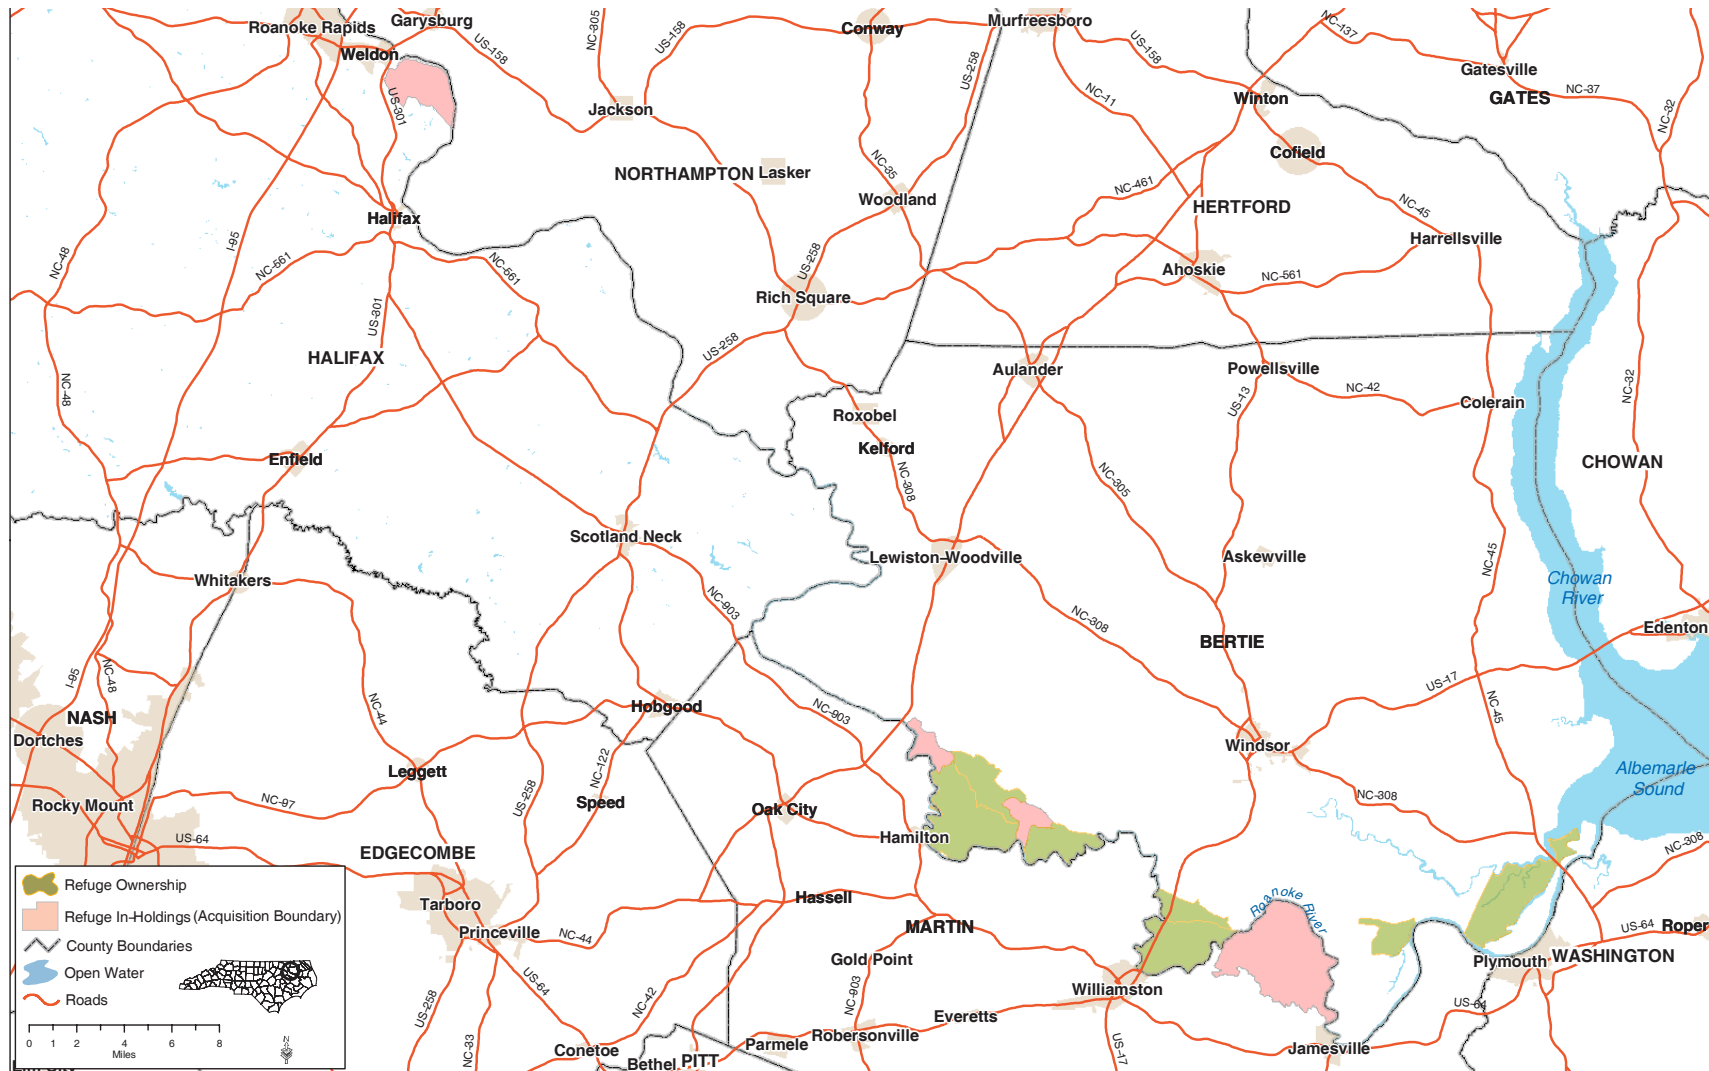 Roanoke Rapids
Garysburg
NC-305
US-158
Conway
Murfreesboro
NC-137
Weldon
US-158
US-258
US-158
Gatesville
GATES
NC-37
US-301
Jackson
NC-11
Winton
NC-32
NORTHAMPTON
Lasker
NC-35
Cofield
Woodland
NC-461
HERTFORD
NC-45
Halifax
Harrellsville
I-95
NC-48
NC-561
NC-561
US-258
Ahoskie
NC-561
Rich Square
US-301
HALIFAX
US-258
NC-48
Aulander
Powellsville
NC-42
NC-32
Colerain
US-13
Roxobel
Kelford
Enfield
NC-308
NC-305
CHOWAN
Scotland Neck
Lewiston-Woodville
Askewville
NC-45
Whitakers
Chowan
River
NC-903
NC-308
Edenton
BERTIE
I-95
NC-48
NC-44
US-17
NC-45
Hobgood
NC-903
NASH
Dortches
Windsor
Leggett
NC-122
Albemarle
Sound
NC-97
US-258
Speed
Rocky Mount
Oak City
NC-308
US-64
Hamilton
NC-308
EDGECOMBE
Refuge Ownership
Refuge In-Holdings (Acquisition Boundary)
County Boundaries
Open Water
Roads
0 1 2 4 6 8
Miles
N
Tarboro
Hassell
Roanoke River
Princeville
NC-44
MARTIN
US-64
Roper
Gold Point
Plymouth
WASHINGTON
US-64
US-258
NC-42
NC-903
Williamston
US-64
Everetts
NC-33
Robersonville
US-17
Conetoe
Parmele
Jamesville
Bethel
PITT